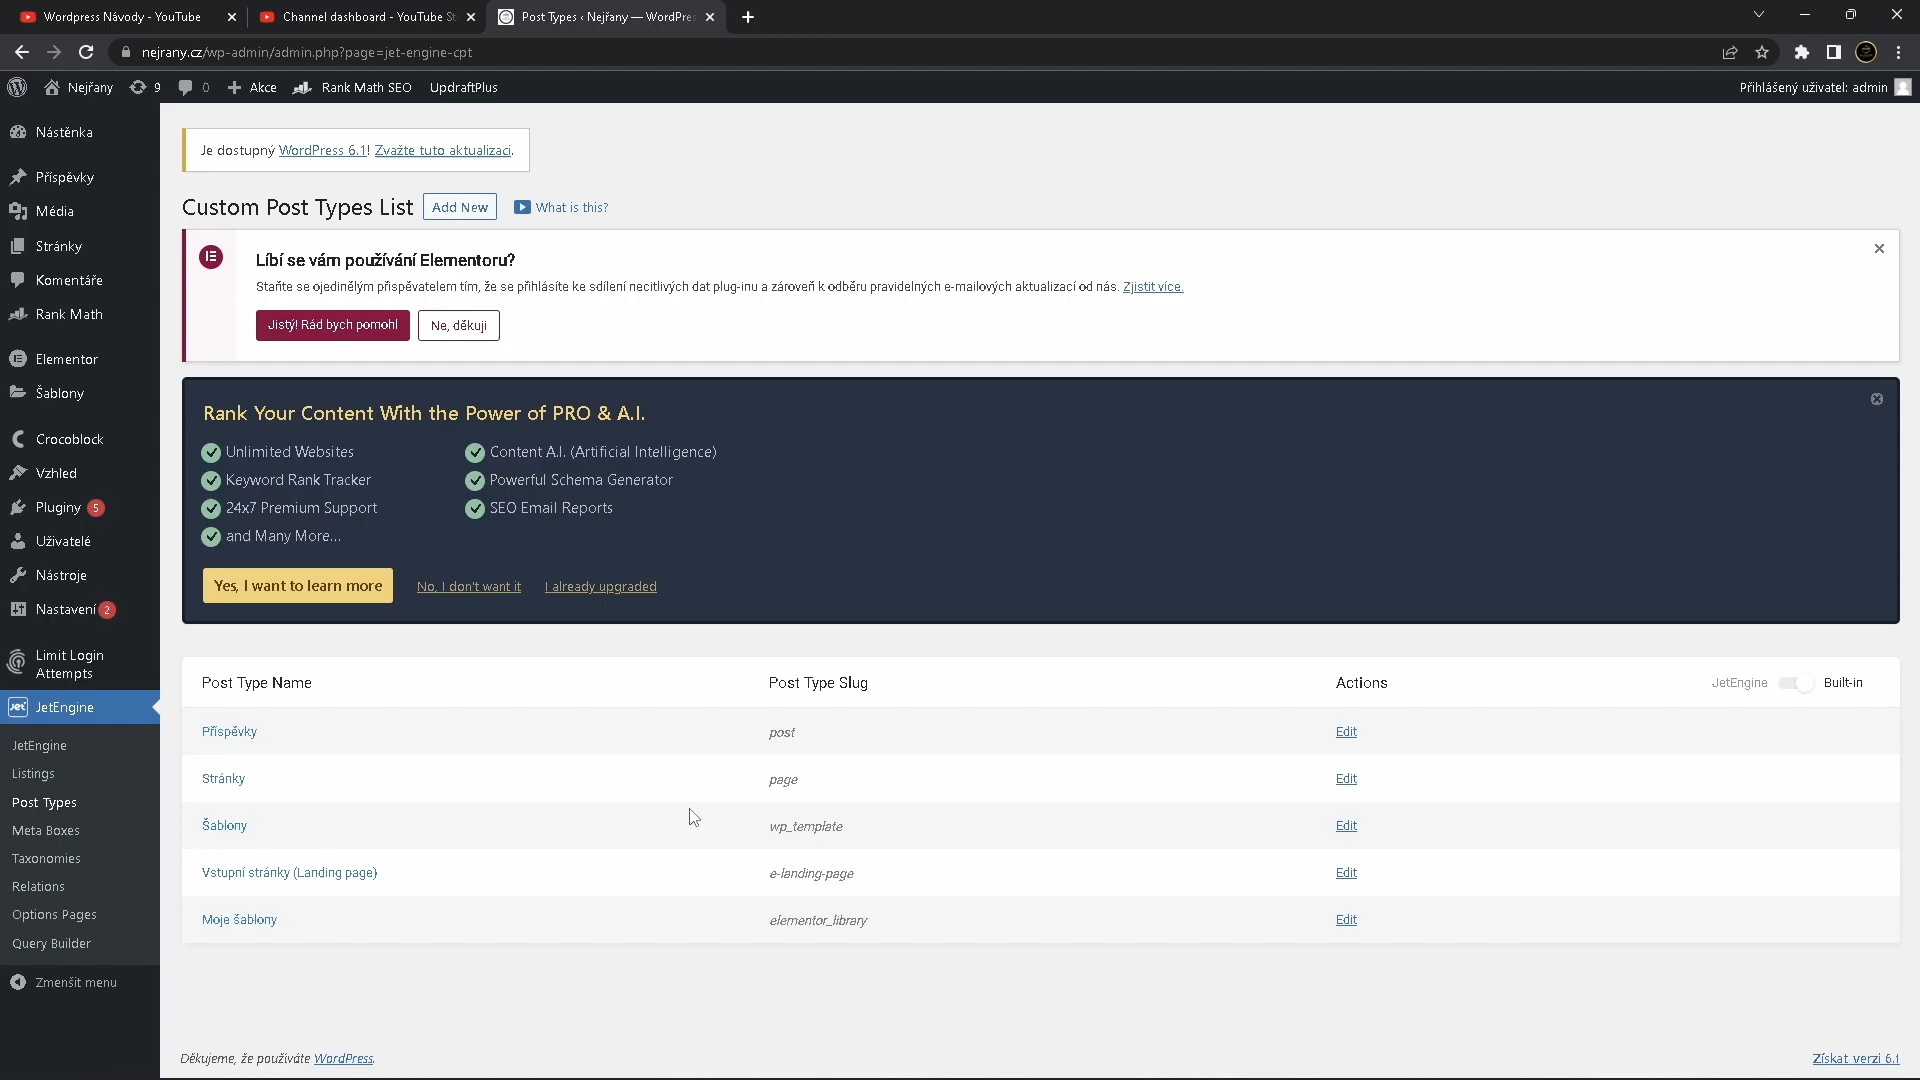 Wordpress Návody - YouTube
Channel dashboard - YouTube St
Post Types ‹ Nejřany — WordPres
nejrany.cz/wp-admin/admin.php?page=jet-engine-cpt
Nejřany 9 0 Akce Rank Math SEO UpdraftPlus
Přihlášený uživatel: admin
Nástěnka
Příspěvky
Média
Stránky
Komentáře
Rank Math
Elementor
Šablony
Crocoblock
Vzhled
Pluginy 5
Uživatelé
Nástroje
Nastavení 2
Limit Login
Attempts
JetEngine
JetEngine
Listings
Post Types
Meta Boxes
Taxonomies
Relations
Options Pages
Query Builder
Zmenšit menu
Je dostupný WordPress 6.1! Zvažte tuto aktualizaci.
Custom Post Types List Add New What is this?
Líbí se vám používání Elementoru?
Staňte se ojedinělým přispěvatelem tím, že se přihlásíte ke sdílení necitlivých dat plug-inu a zároveň k odběru pravidelných e-mailových aktualizací od nás. Zjistit více.
Jistý! Rád bych pomohl
Ne, děkuji
Rank Your Content With the Power of PRO & A.I.
Unlimited Websites
Content A.I. (Artificial Intelligence)
Keyword Rank Tracker
Powerful Schema Generator
24x7 Premium Support
SEO Email Reports
and Many More...
Yes, I want to learn more
No, I don't want it
I already upgraded
Post Type Name Post Type Slug Actions JetEngine Built-in
Příspěvky post Edit
Stránky page Edit
Šablony wp_template Edit
Vstupní stránky (Landing page) e-landing-page Edit
Moje šablony elementor_library Edit
Děkujeme, že používáte WordPress.
Získat verzi 6.1